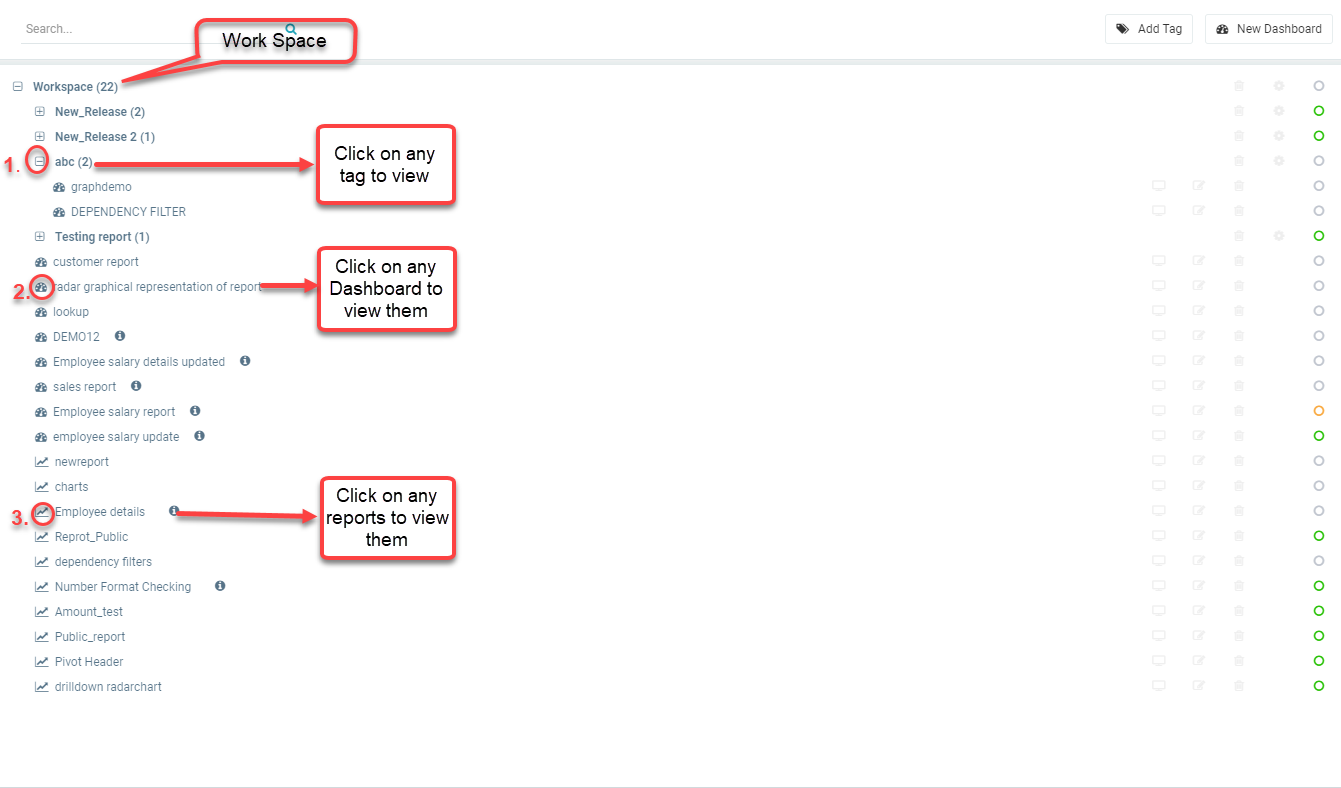 Search...
Work Space
Add Tag
New Dashboard
Workspace (22)
New_Release (2)
New_Release 2 (1)
1.
abc (2)
Click on any
tag to view
graphdemo
DEPENDENCY FILTER
Testing report (1)
customer report
2.
radar graphical representation of report
Click on any
Dashboard to
view them
lookup
DEMO12
Employee salary details updated
sales report
Employee salary report
employee salary update
newreport
charts
3.
Employee details
Click on any
reports to view
them
Reprot_Public
dependency filters
Number Format Checking
Amount_test
Public_report
Pivot Header
drilldown radarchart